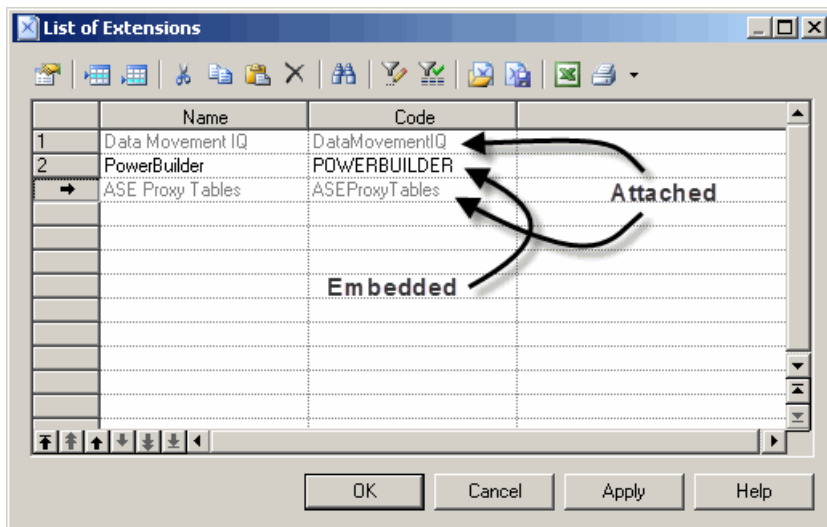 List of Extensions
Name Code
1 Data Movement IQ DataMovementIQ
2 PowerBuilder POWERBUILDER
ASE Proxy Tables ASEProxyTables
Attached
Embedded
OK Cancel Apply Help